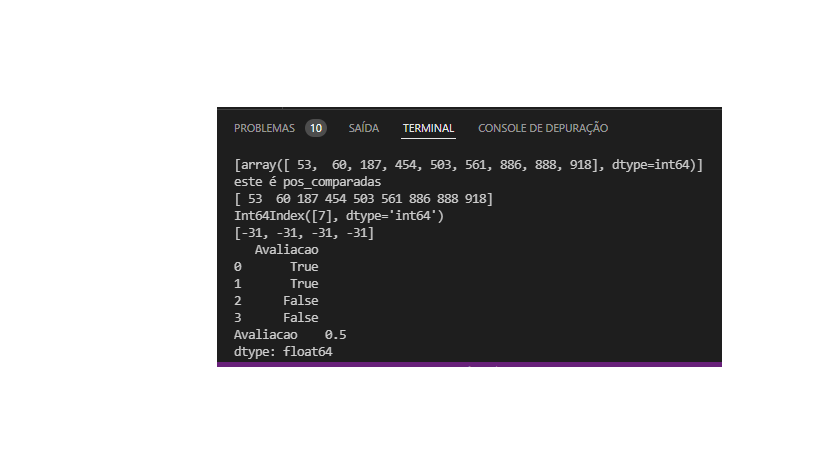 PROBLEMAS 10 SAÍDA TERMINAL CONSOLE DE DEPURAÇÃO
[array([ 53,  60, 187, 454, 503, 561, 886, 888, 918], dtype=int64)]
este é pos_comparadas
[ 53  60 187 454 503 561 886 888 918]
Int64Index([7], dtype='int64')
[-31, -31, -31, -31]
   Avaliacao
0       True
1       True
2      False
3      False
Avaliacao    0.5
dtype: float64